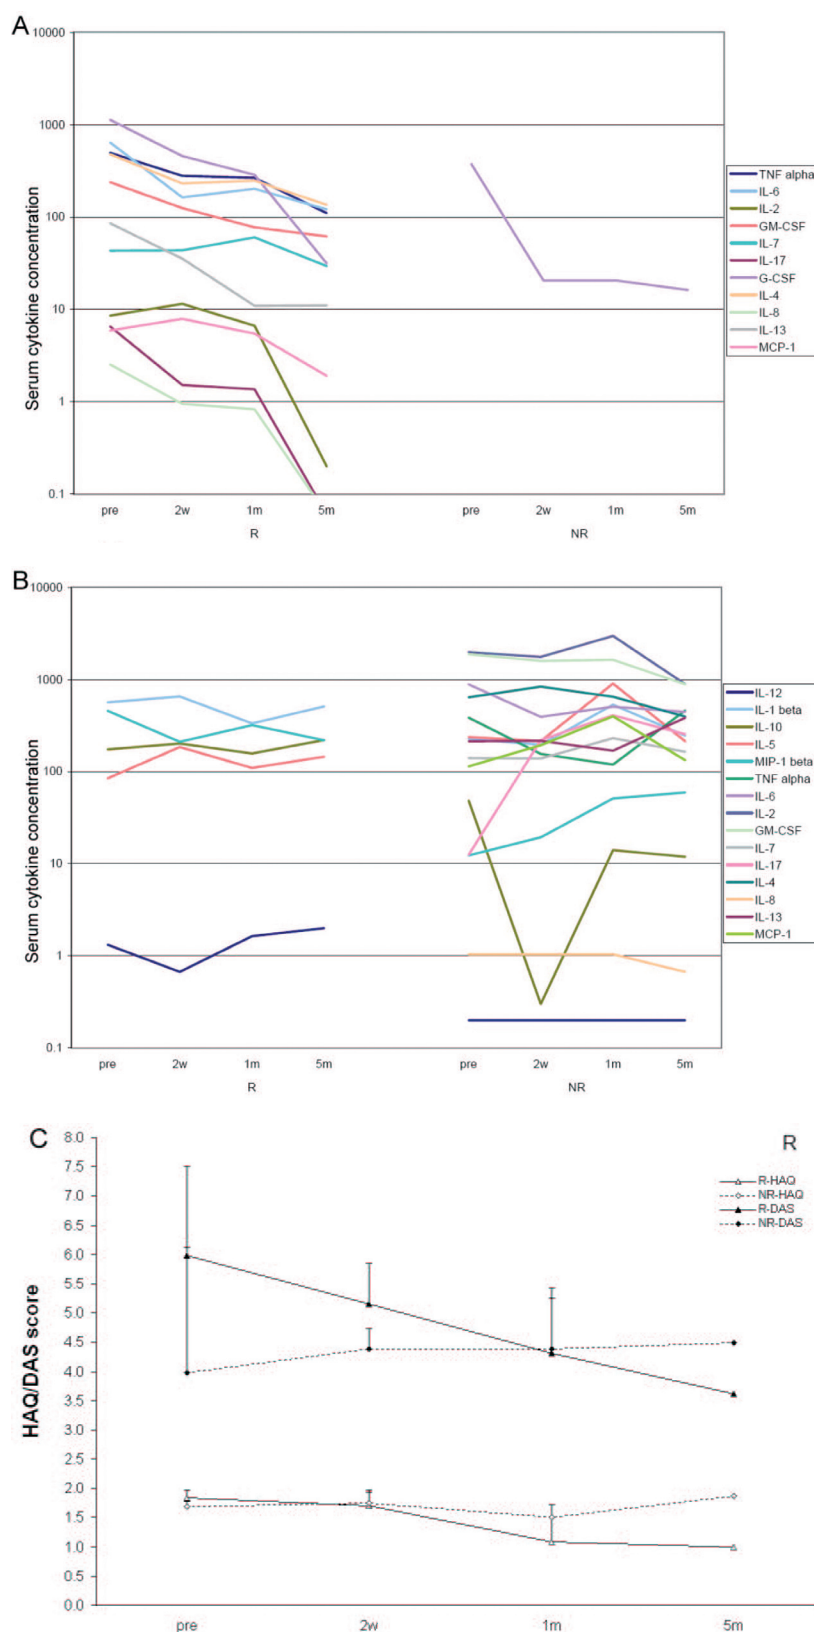 A
10000
1000
100
10
1
0.1
Serum cytokine concentration
pre 2w 1m 5m pre 2w 1m 5m
R NR
TNF alpha
IL-6
IL-2
GM-CSF
IL-7
IL-17
G-CSF
IL-4
IL-8
IL-13
MCP-1
B
10000
1000
100
10
1
0.1
Serum cytokine concentration
pre 2w 1m 5m pre 2w 1m 5m
R NR
IL-12
IL-1 beta
IL-10
IL-5
MIP-1 beta
TNF alpha
IL-6
IL-2
GM-CSF
IL-7
IL-17
IL-4
IL-8
IL-13
MCP-1
C
R
8.0
7.5
7.0
6.5
6.0
5.5
5.0
4.5
4.0
3.5
3.0
2.5
2.0
1.5
1.0
0.5
0.0
HAQ/DAS score
R-HAQ
NR-HAQ
R-DAS
NR-DAS
pre 2w 1m 5m